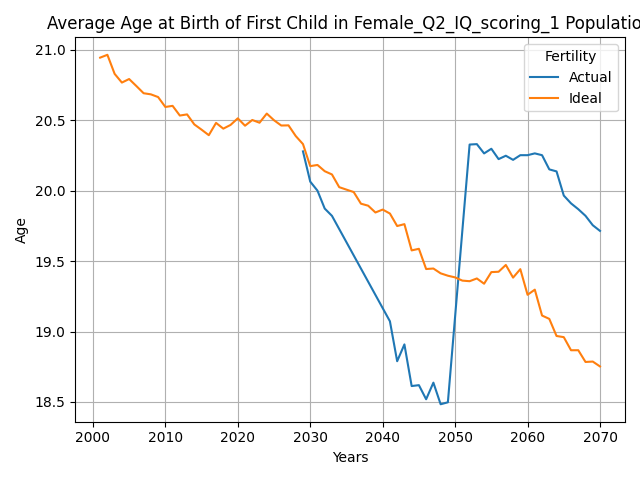 Average Age at Birth of First Child in Female_Q2_IQ_scoring_1 Populatio
Fertility
Actual
Ideal
21.0
20.5
20.0
19.5
19.0
18.5
Age
2000 2010 2020 2030 2040 2050 2060 2070
Years